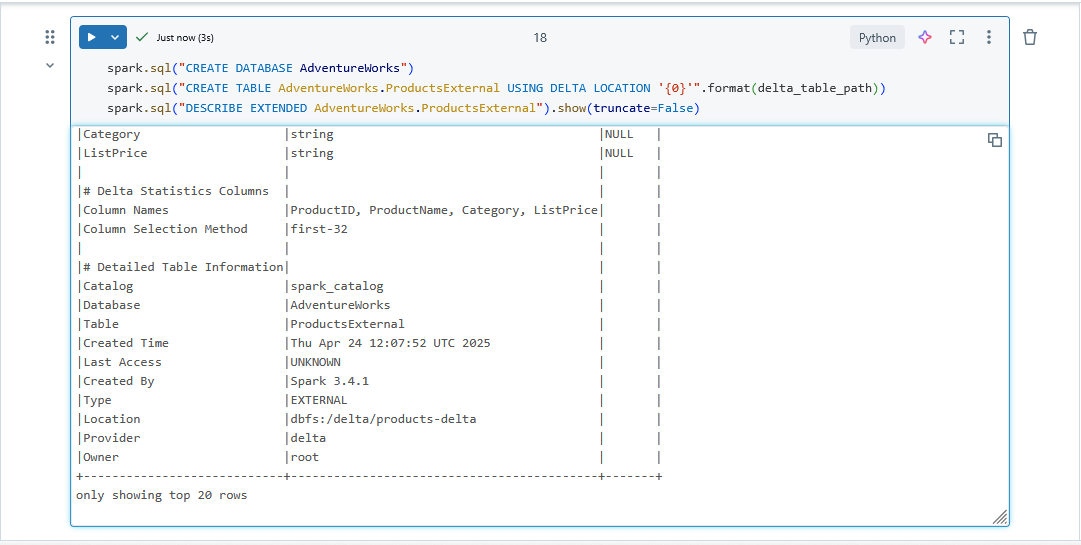 Just now (3s)
18
Python
spark.sql("CREATE DATABASE AdventureWorks")
spark.sql("CREATE TABLE AdventureWorks.ProductsExternal USING DELTA LOCATION '{0}'".format(delta_table_path))
spark.sql("DESCRIBE EXTENDED AdventureWorks.ProductsExternal").show(truncate=False)
|Category                    |string                                   |NULL   |
|ListPrice                   |string                                   |NULL   |
|                            |                                         |       |
|# Delta Statistics Columns  |                                         |       |
|Column Names                |ProductID, ProductName, Category, ListPrice|       |
|Column Selection Method     |first-32                                 |       |
|                            |                                         |       |
|# Detailed Table Information|                                         |       |
|Catalog                     |spark_catalog                            |       |
|Database                    |AdventureWorks                           |       |
|Table                       |ProductsExternal                         |       |
|Created Time                |Thu Apr 24 12:07:52 UTC 2025             |       |
|Last Access                 |UNKNOWN                                  |       |
|Created By                  |Spark 3.4.1                              |       |
|Type                        |EXTERNAL                                 |       |
|Location                    |dbfs:/delta/products-delta               |       |
|Provider                    |delta                                    |       |
|Owner                       |root                                     |       |
+----------------------------+-------------------------------------------+-------+
only showing top 20 rows